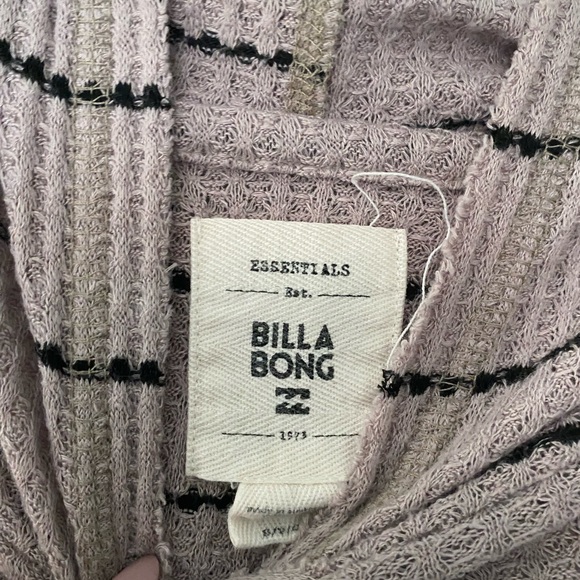 ESSENTIALS
Est.
BILLA
BONG
1973